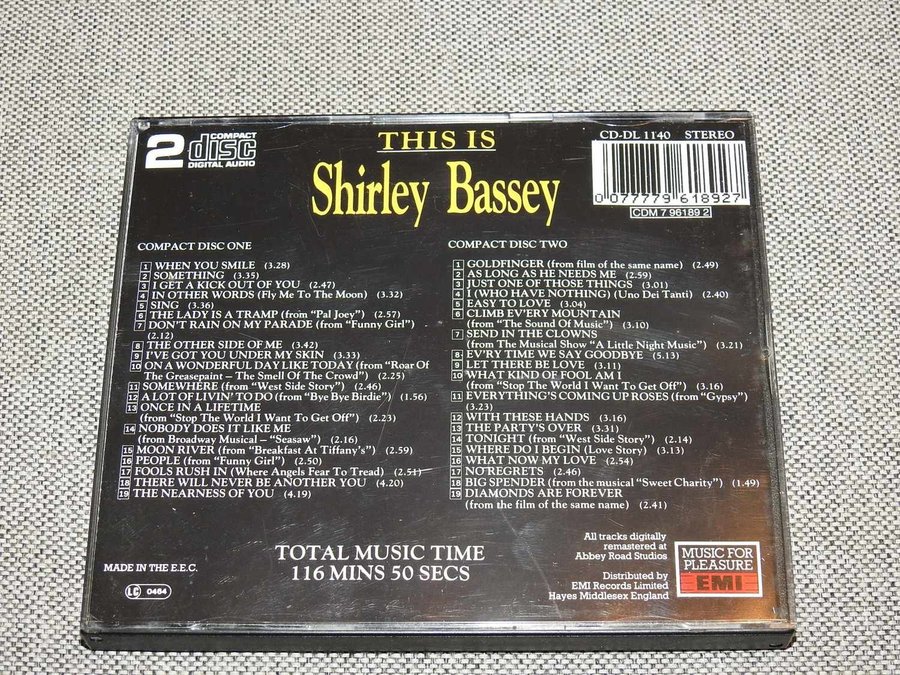 2 COMPACT
disc
DIGITAL AUDIO
THIS IS
Shirley Bassey
CD-DL 1140 STEREO
0 077779 618927
CDM 7 96189 2
COMPACT DISC ONE
1 WHEN YOU SMILE (3.28)
2 SOMETHING (3.35)
3 I GET A KICK OUT OF YOU (2.47)
4 IN OTHER WORDS (Fly Me To The Moon) (3.32)
5 SING (3.36)
6 THE LADY IS A TRAMP (from "Pal Joey") (2.57)
7 DON'T RAIN ON MY PARADE (from "Funny Girl")
(2.12)
8 THE OTHER SIDE OF ME (3.42)
9 I'VE GOT YOU UNDER MY SKIN (3.33)
10 ON A WONDERFUL DAY LIKE TODAY (from "Roar Of
The Greasepaint – The Smell Of The Crowd") (2.25)
11 SOMEWHERE (from "West Side Story") (2.46)
12 A LOT OF LIVIN' TO DO (from "Bye Bye Birdie") (1.56)
13 ONCE IN A LIFETIME
(from "Stop The World I Want To Get Off") (2.23)
14 NOBODY DOES IT LIKE ME
(from Broadway Musical – "Seasaw") (2.16)
15 MOON RIVER (from "Breakfast At Tiffany's") (2.59)
16 PEOPLE (from "Funny Girl") (2.50)
17 FOOLS RUSH IN (Where Angels Fear To Tread) (2.51)
18 THERE WILL NEVER BE ANOTHER YOU (4.20)
19 THE NEARNESS OF YOU (4.19)
COMPACT DISC TWO
1 GOLDFINGER (from film of the same name) (2.49)
2 AS LONG AS HE NEEDS ME (2.59)
3 JUST ONE OF THOSE THINGS (3.01)
4 I (WHO HAVE NOTHING) (Uno Dei Tanti) (2.40)
5 EASY TO LOVE (3.04)
6 CLIMB EV'ERY MOUNTAIN
(from "The Sound Of Music") (3.10)
7 SEND IN THE CLOWNS
(from The Musical Show "A Little Night Music") (3.21)
8 EV'RY TIME WE SAY GOODBYE (5.13)
9 LET THERE BE LOVE (3.11)
10 WHAT KIND OF FOOL AM I
(from "Stop The World I Want To Get Off") (3.16)
11 EVERYTHING'S COMING UP ROSES (from "Gypsy")
(3.23)
12 WITH THESE HANDS (3.16)
13 THE PARTY'S OVER (3.31)
14 TONIGHT (from "West Side Story") (2.14)
15 WHERE DO I BEGIN (Love Story) (3.13)
16 WHAT NOW MY LOVE (2.54)
17 NO REGRETS (2.46)
18 BIG SPENDER (from the musical "Sweet Charity") (1.49)
19 DIAMONDS ARE FOREVER
(from the film of the same name) (2.41)
TOTAL MUSIC TIME
116 MINS 50 SECS
MADE IN THE E.E.C.
LC 0464
All tracks digitally
remastered at
Abbey Road Studios
Distributed by
EMI Records Limited
Hayes Middlesex England
MUSIC FOR
PLEASURE
EMI